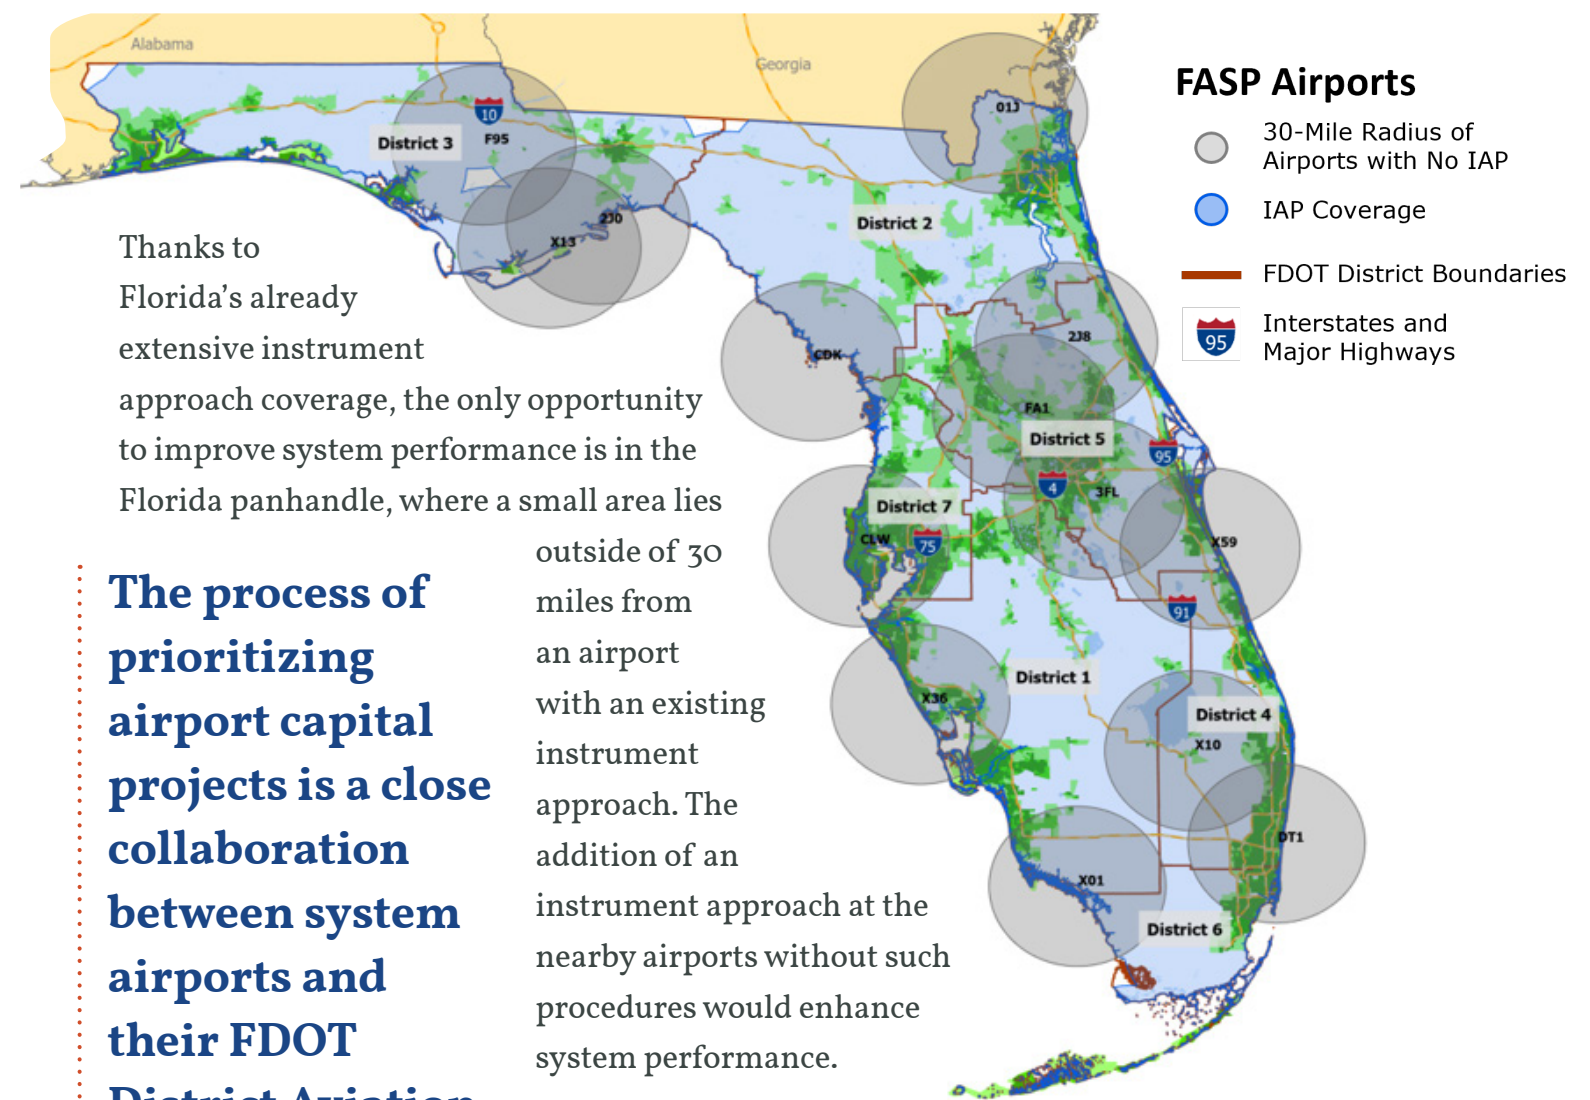 Alabama
Georgia
10
District 3
F95
01J
2J0
X13
District 2
CDK
2J8
FA1
District 5
95
4
3FL
District 7
CLW
75
X59
91
District 1
X36
District 4
X10
DT1
X01
District 6
FASP Airports
30-Mile Radius of
Airports with No IAP
IAP Coverage
FDOT District Boundaries
95
Interstates and
Major Highways
Thanks to
Florida’s already
extensive instrument
approach coverage, the only opportunity
to improve system performance is in the
Florida panhandle, where a small area lies
outside of 30
miles from
an airport
with an existing
instrument
approach. The
addition of an
instrument approach at the
nearby airports without such
procedures would enhance
system performance.
The process of
prioritizing
airport capital
projects is a close
collaboration
between system
airports and
their FDOT
District Aviation